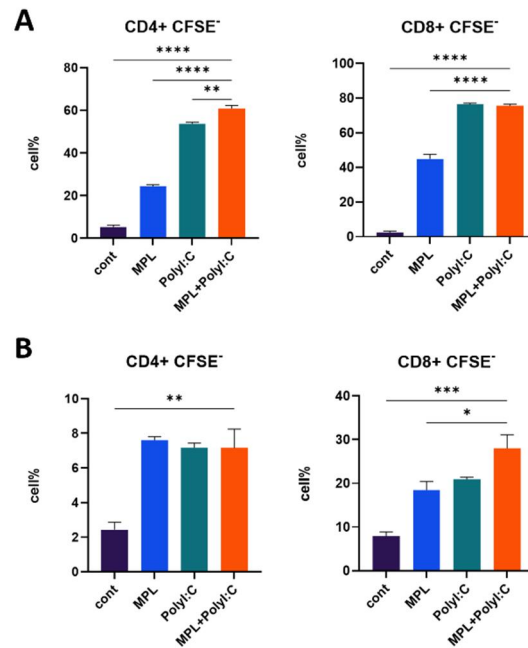 A
CD4+ CFSE⁻
****
****
**
cell%
80
60
40
20
0
cont
MPL
PolyI:C
MPL+PolyI:C
CD8+ CFSE⁻
****
****
cell%
100
80
60
40
20
0
cont
MPL
PolyI:C
MPL+PolyI:C
B
CD4+ CFSE⁻
**
cell%
10
8
6
4
2
0
cont
MPL
PolyI:C
MPL+PolyI:C
CD8+ CFSE⁻
***
*
cell%
40
30
20
10
0
cont
MPL
PolyI:C
MPL+PolyI:C